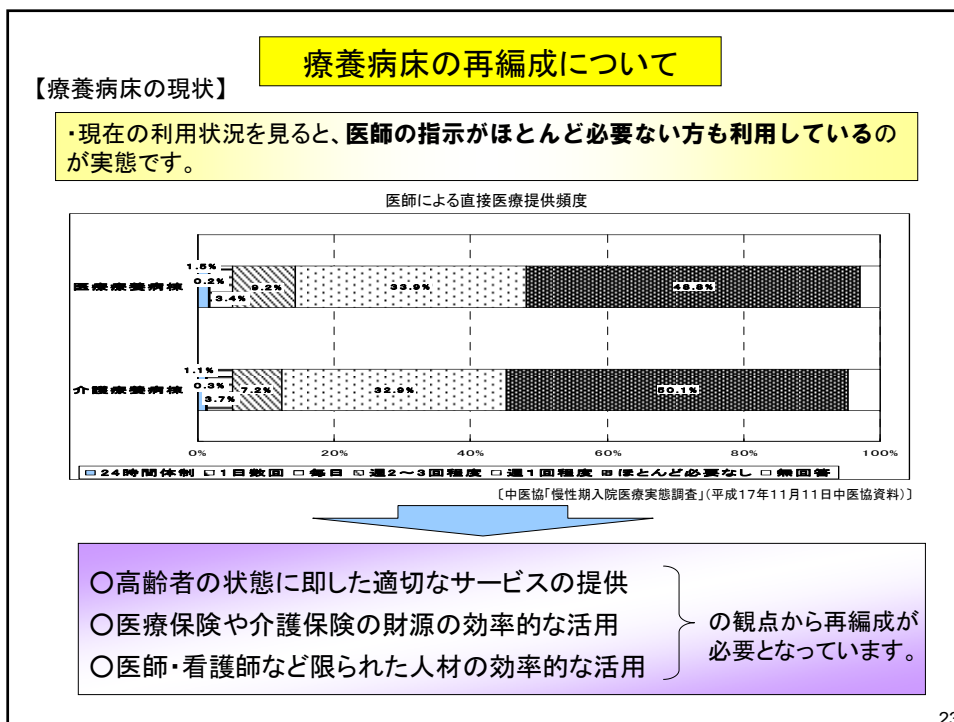 療養病床の再編成について
【療養病床の現状】
・現在の利用状況を見ると、医師の指示がほとんど必要ない方も利用しているの
が実態です。
医師による直接医療提供頻度
医療療養病棟
1.5%
0.2%
3.4%
9.2%
33.9%
介護療養病棟
1.1%
0.3%
3.7%
7.2%
32.9%
0% 20% 40% 60% 80% 100%
24時間体制 1日数回 毎日 週2~3回程度 週1回程度 ほとんど必要なし 無回答
〔中医協「慢性期入院医療実態調査」(平成17年11月11日中医協資料)〕
○高齢者の状態に即した適切なサービスの提供
○医療保険や介護保険の財源の効率的な活用
○医師・看護師など限られた人材の効率的な活用
の観点から再編成が
必要となっています。
23